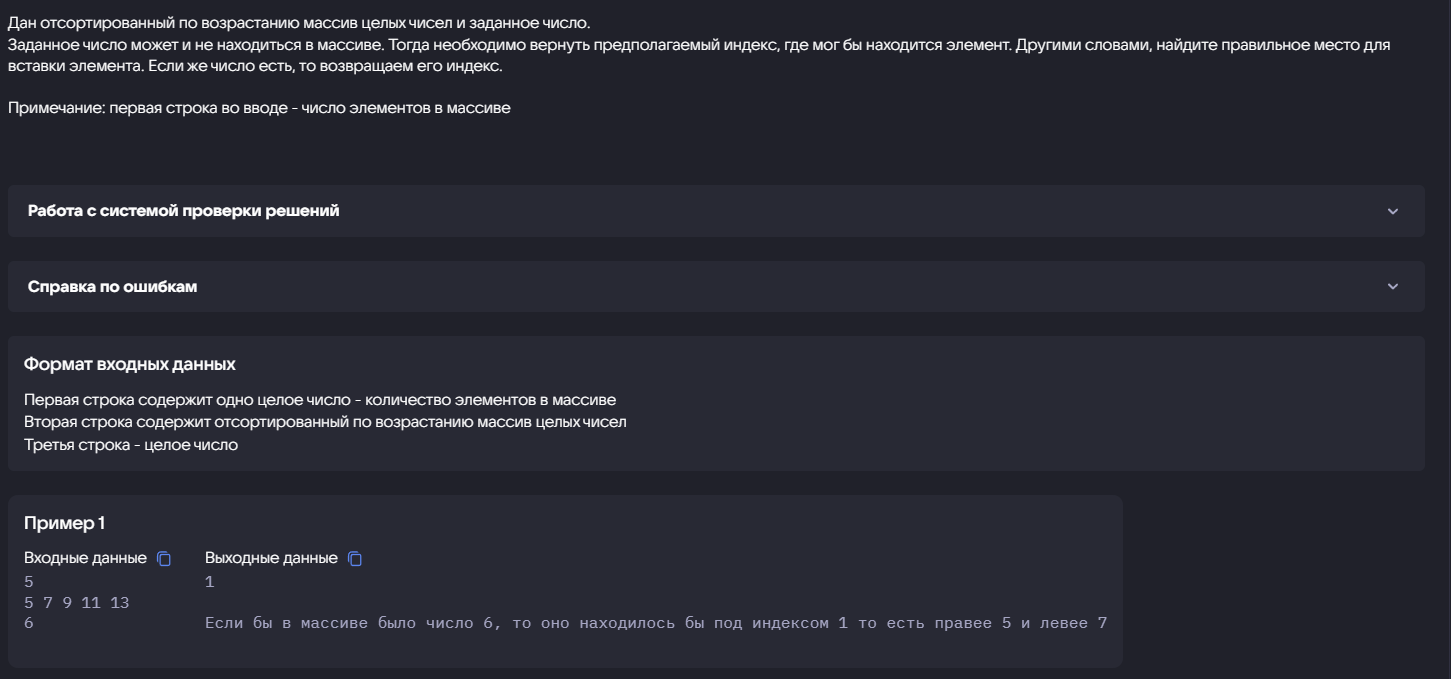 Дан отсортированный по возрастанию массив целых чисел и заданное число.
Заданное число может и не находиться в массиве. Тогда необходимо вернуть предполагаемый индекс, где мог бы находится элемент. Другими словами, найдите правильное место для
вставки элемента. Если же число есть, то возвращаем его индекс.
Примечание: первая строка во вводе - число элементов в массиве
Работа с системой проверки решений
Справка по ошибкам
Формат входных данных
Первая строка содержит одно целое число - количество элементов в массиве
Вторая строка содержит отсортированный по возрастанию массив целых чисел
Третья строка - целое число
Пример 1
Входные данные
5
5 7 9 11 13
6
Выходные данные
1
Если бы в массиве было число 6, то оно находилось бы под индексом 1 то есть правее 5 и левее 7